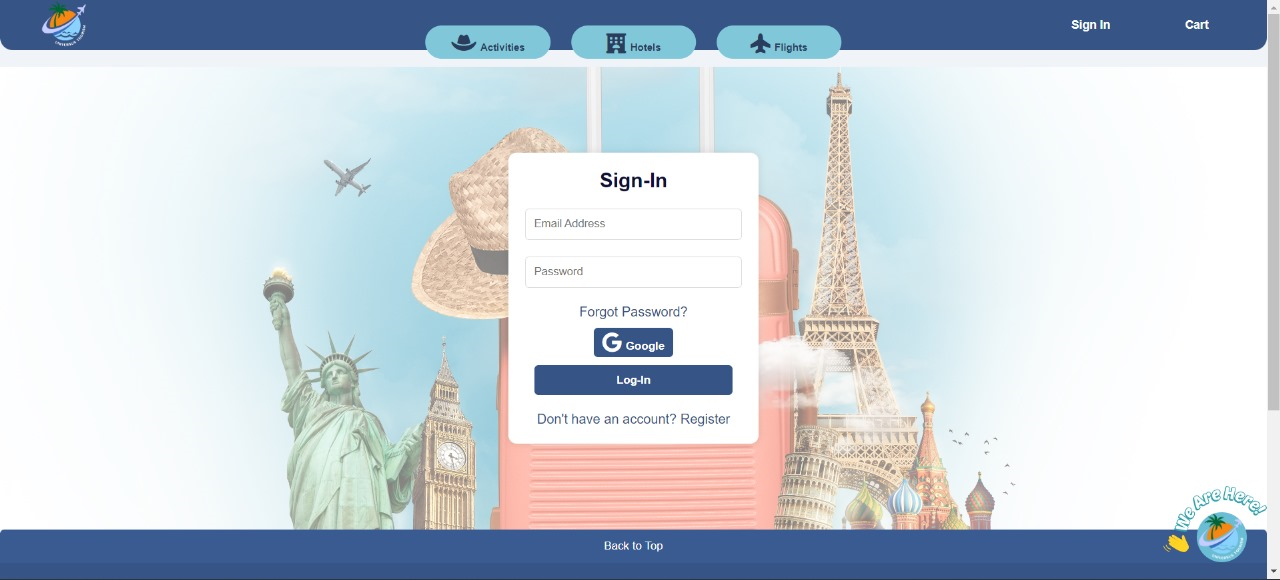 Activities
Hotels
Flights
Sign In
Cart
Sign-In
Email Address
Password
Forgot Password?
Google
Log-In
Don't have an account? Register
We Are Here!
Back to Top